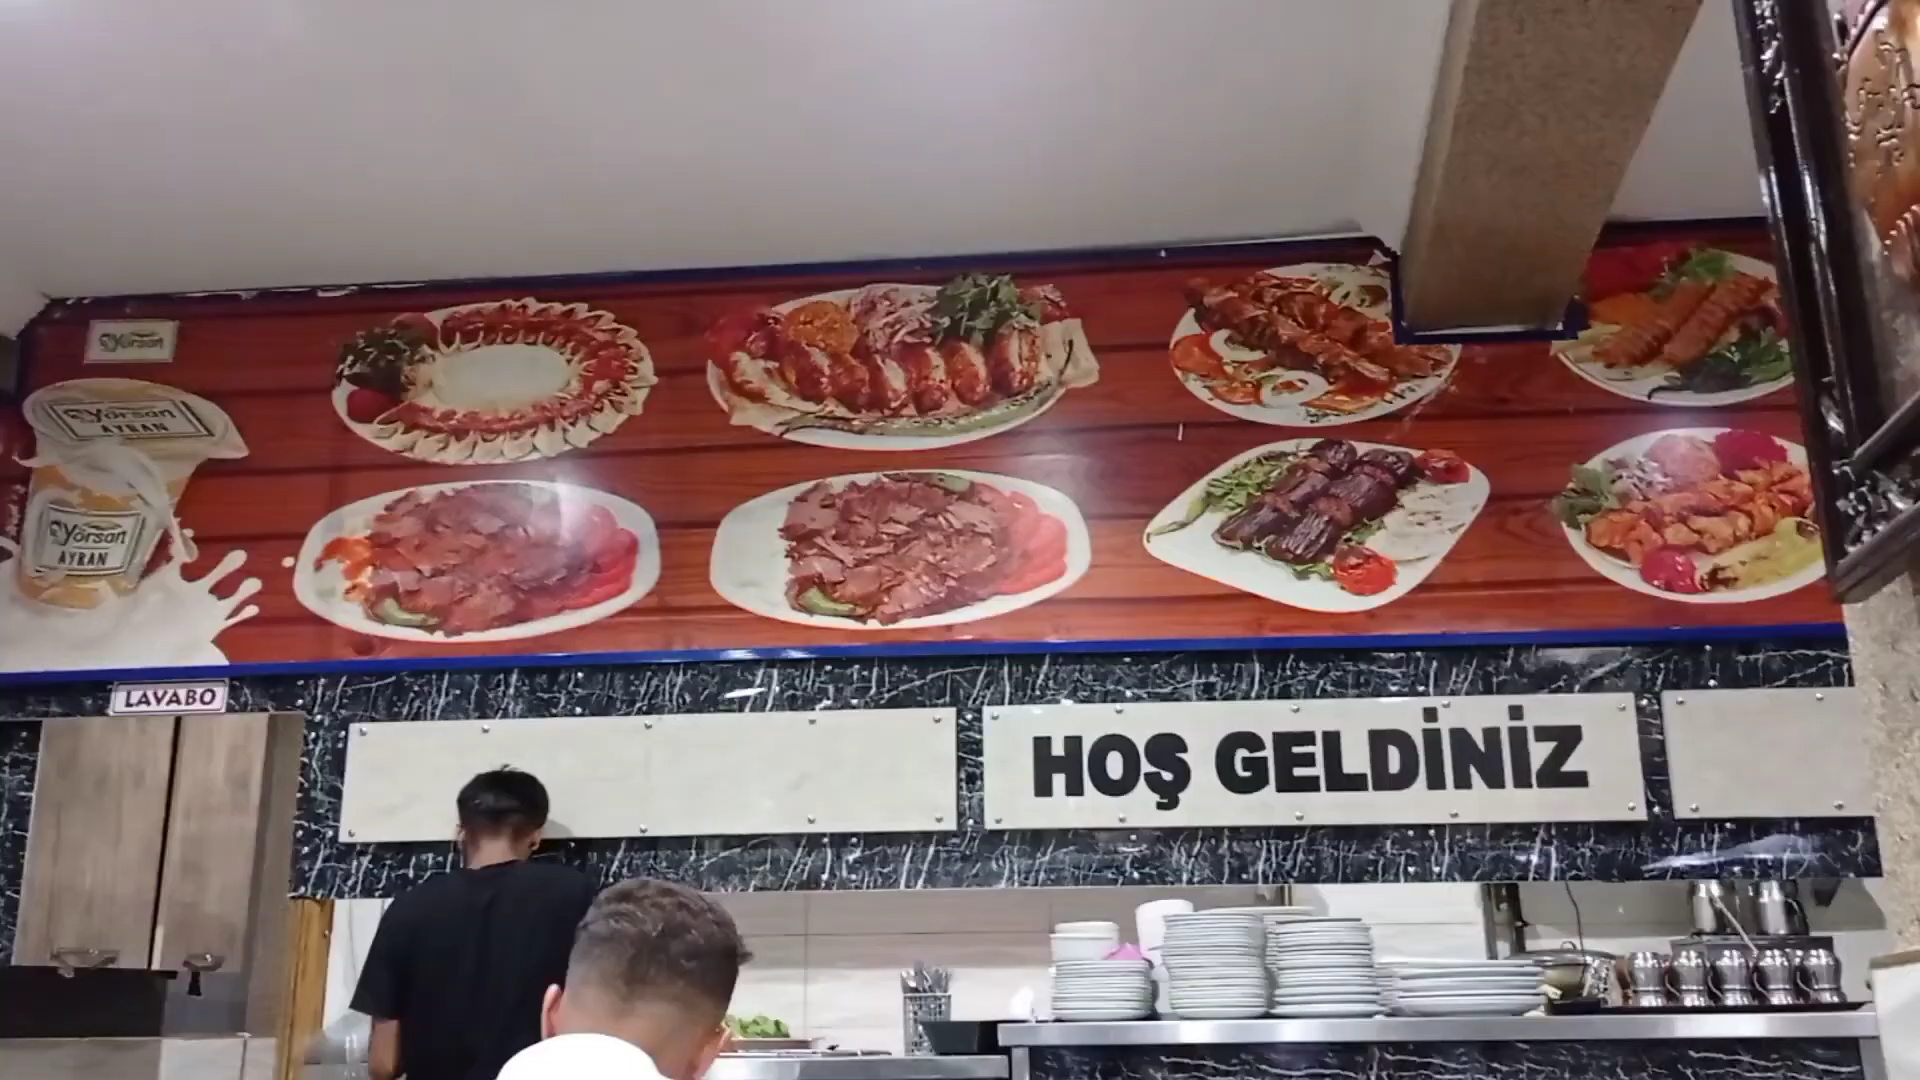 Yörsan
Yörsan
AYRAN
Yörsan
AYRAN
LAVABO
HOŞ GELDİNİZ